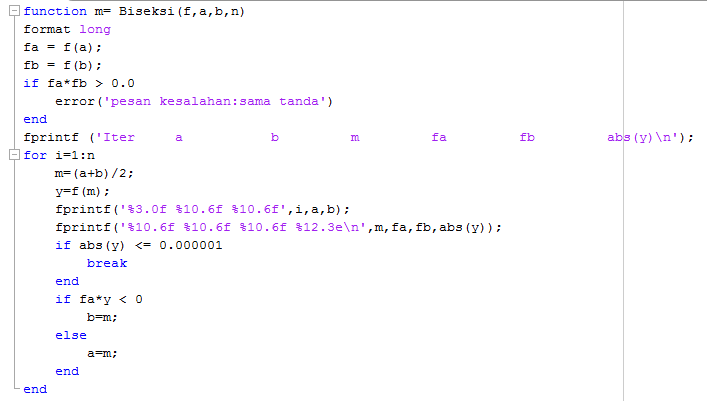 function m= Biseksi(f,a,b,n)
format long
fa = f(a);
fb = f(b);
if fa*fb > 0.0
    error('pesan kesalahan:sama tanda')
end
fprintf ('Iter     a           b         m         fa         fb         abs(y)\n');
for i=1:n
    m=(a+b)/2;
    y=f(m);
    fprintf('%3.0f %10.6f %10.6f',i,a,b);
    fprintf('%10.6f %10.6f %10.6f %12.3e\n',m,fa,fb,abs(y));
    if abs(y) <= 0.000001
        break
    end
    if fa*y < 0
        b=m;
    else
        a=m;
    end
end